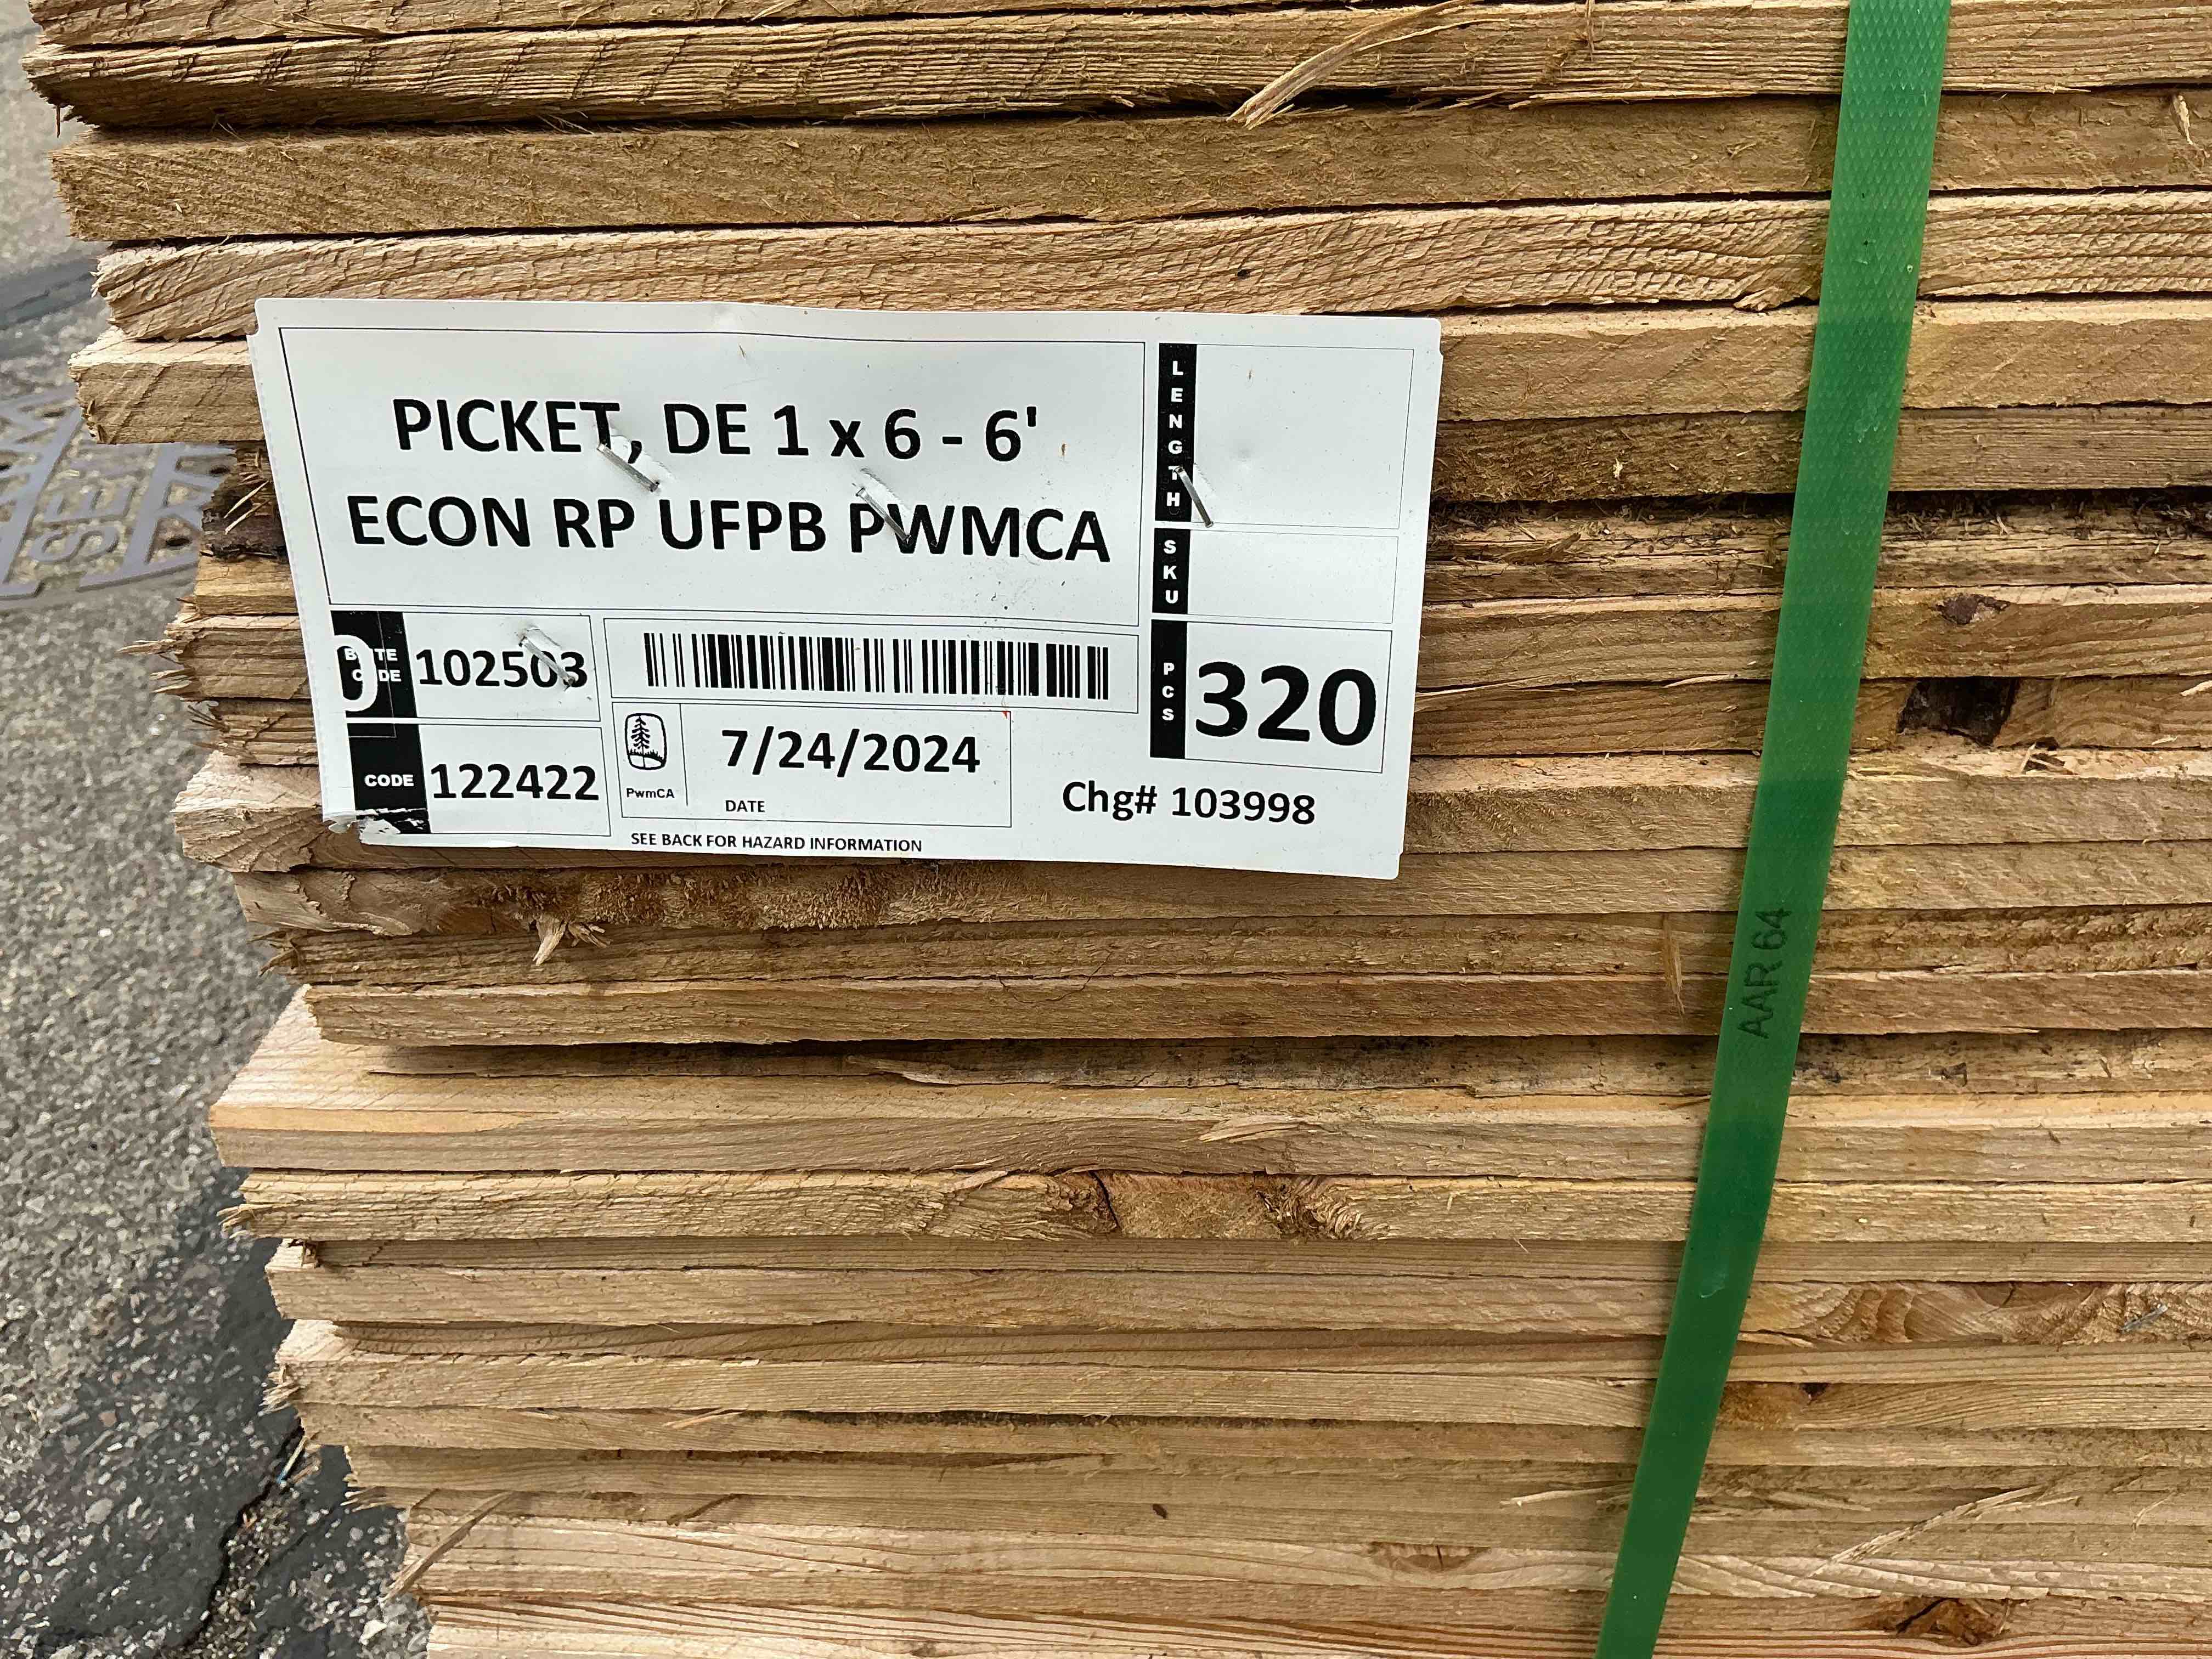 PICKET, DE 1 x 6 - 6'
ECON RP UFPB PWMCA
LENGTH
SKU
102503
PCS
320
CODE
122422
PwmCA
7/24/2024
DATE
Chg# 103998
SEE BACK FOR HAZARD INFORMATION
AAR 64